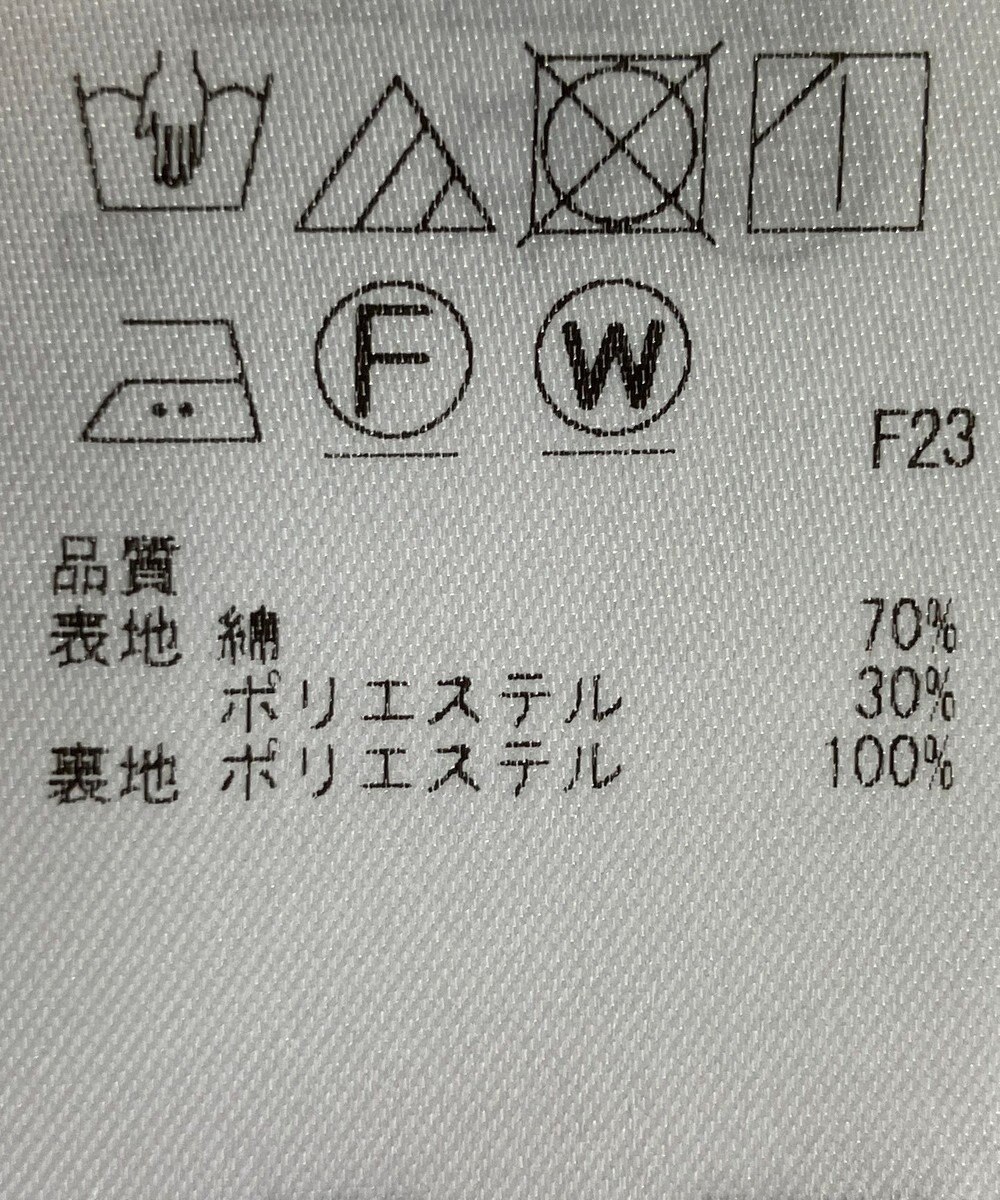 F W
F23
品質
表地 綿 70%
ポリエステル 30%
裏地 ポリエステル 100%